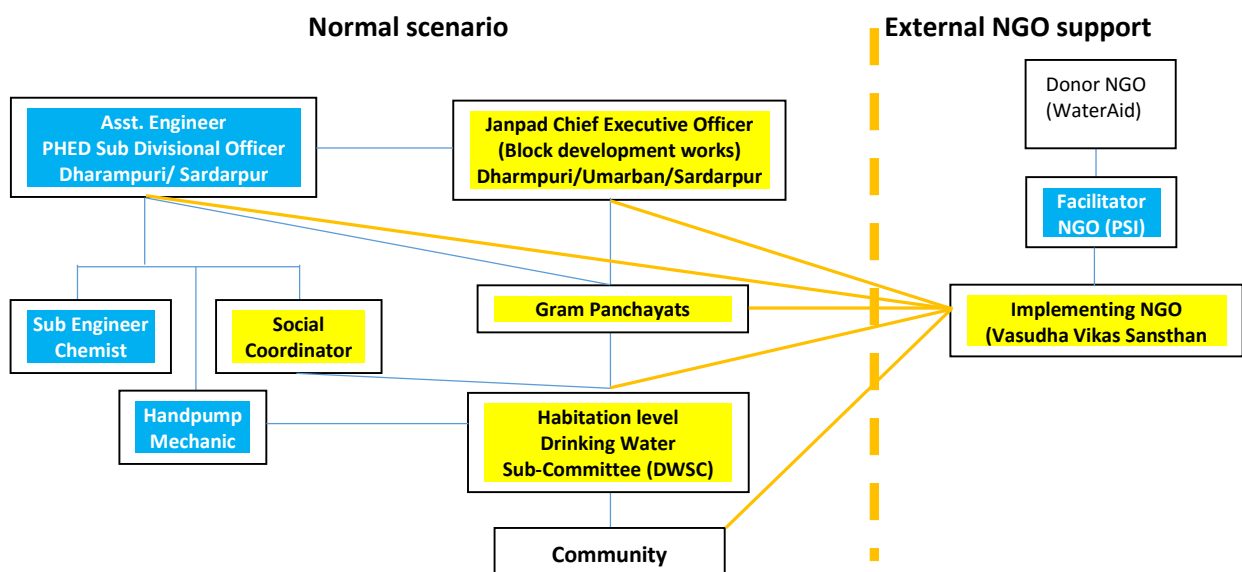 Normal scenario
External NGO support
Donor NGO
(WaterAid)
Asst. Engineer
PHED Sub Divisional Officer
Dharampuri/ Sardarpur
Janpad Chief Executive Officer
(Block development works)
Dharmpuri/Umarban/Sardarpur
Facilitator
NGO (PSI)
Sub Engineer
Chemist
Social
Coordinator
Gram Panchayats
Implementing NGO
(Vasudha Vikas Sansthan
Handpump
Mechanic
Habitation level
Drinking Water
Sub-Committee (DWSC)
Community